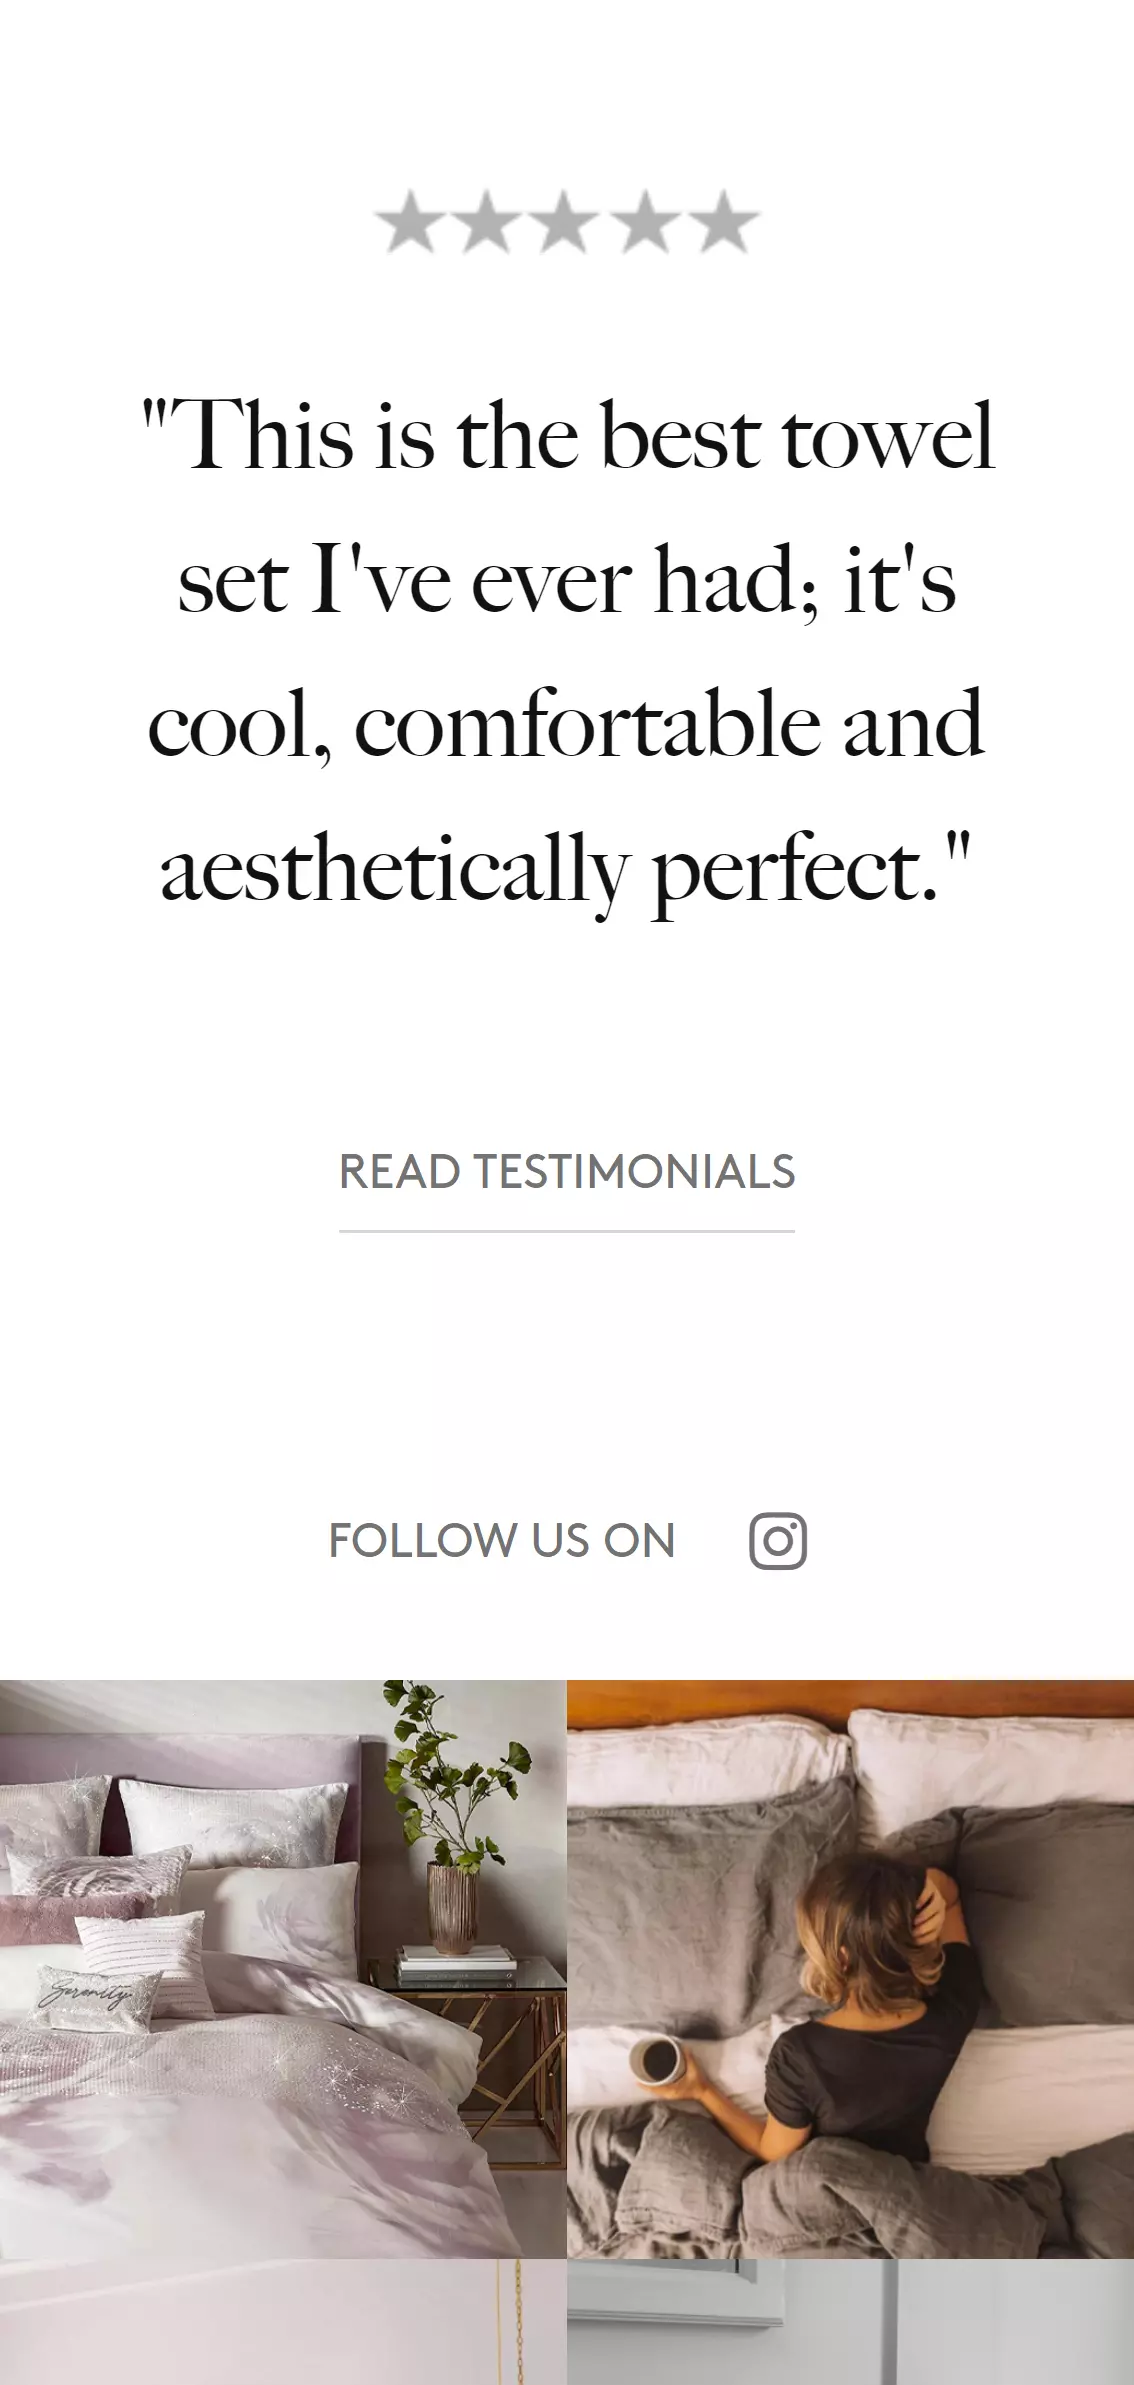 "This is the best towel
set I've ever had; it's
cool, comfortable and
aesthetically perfect."
READ TESTIMONIALS
FOLLOW US ON
Serenity